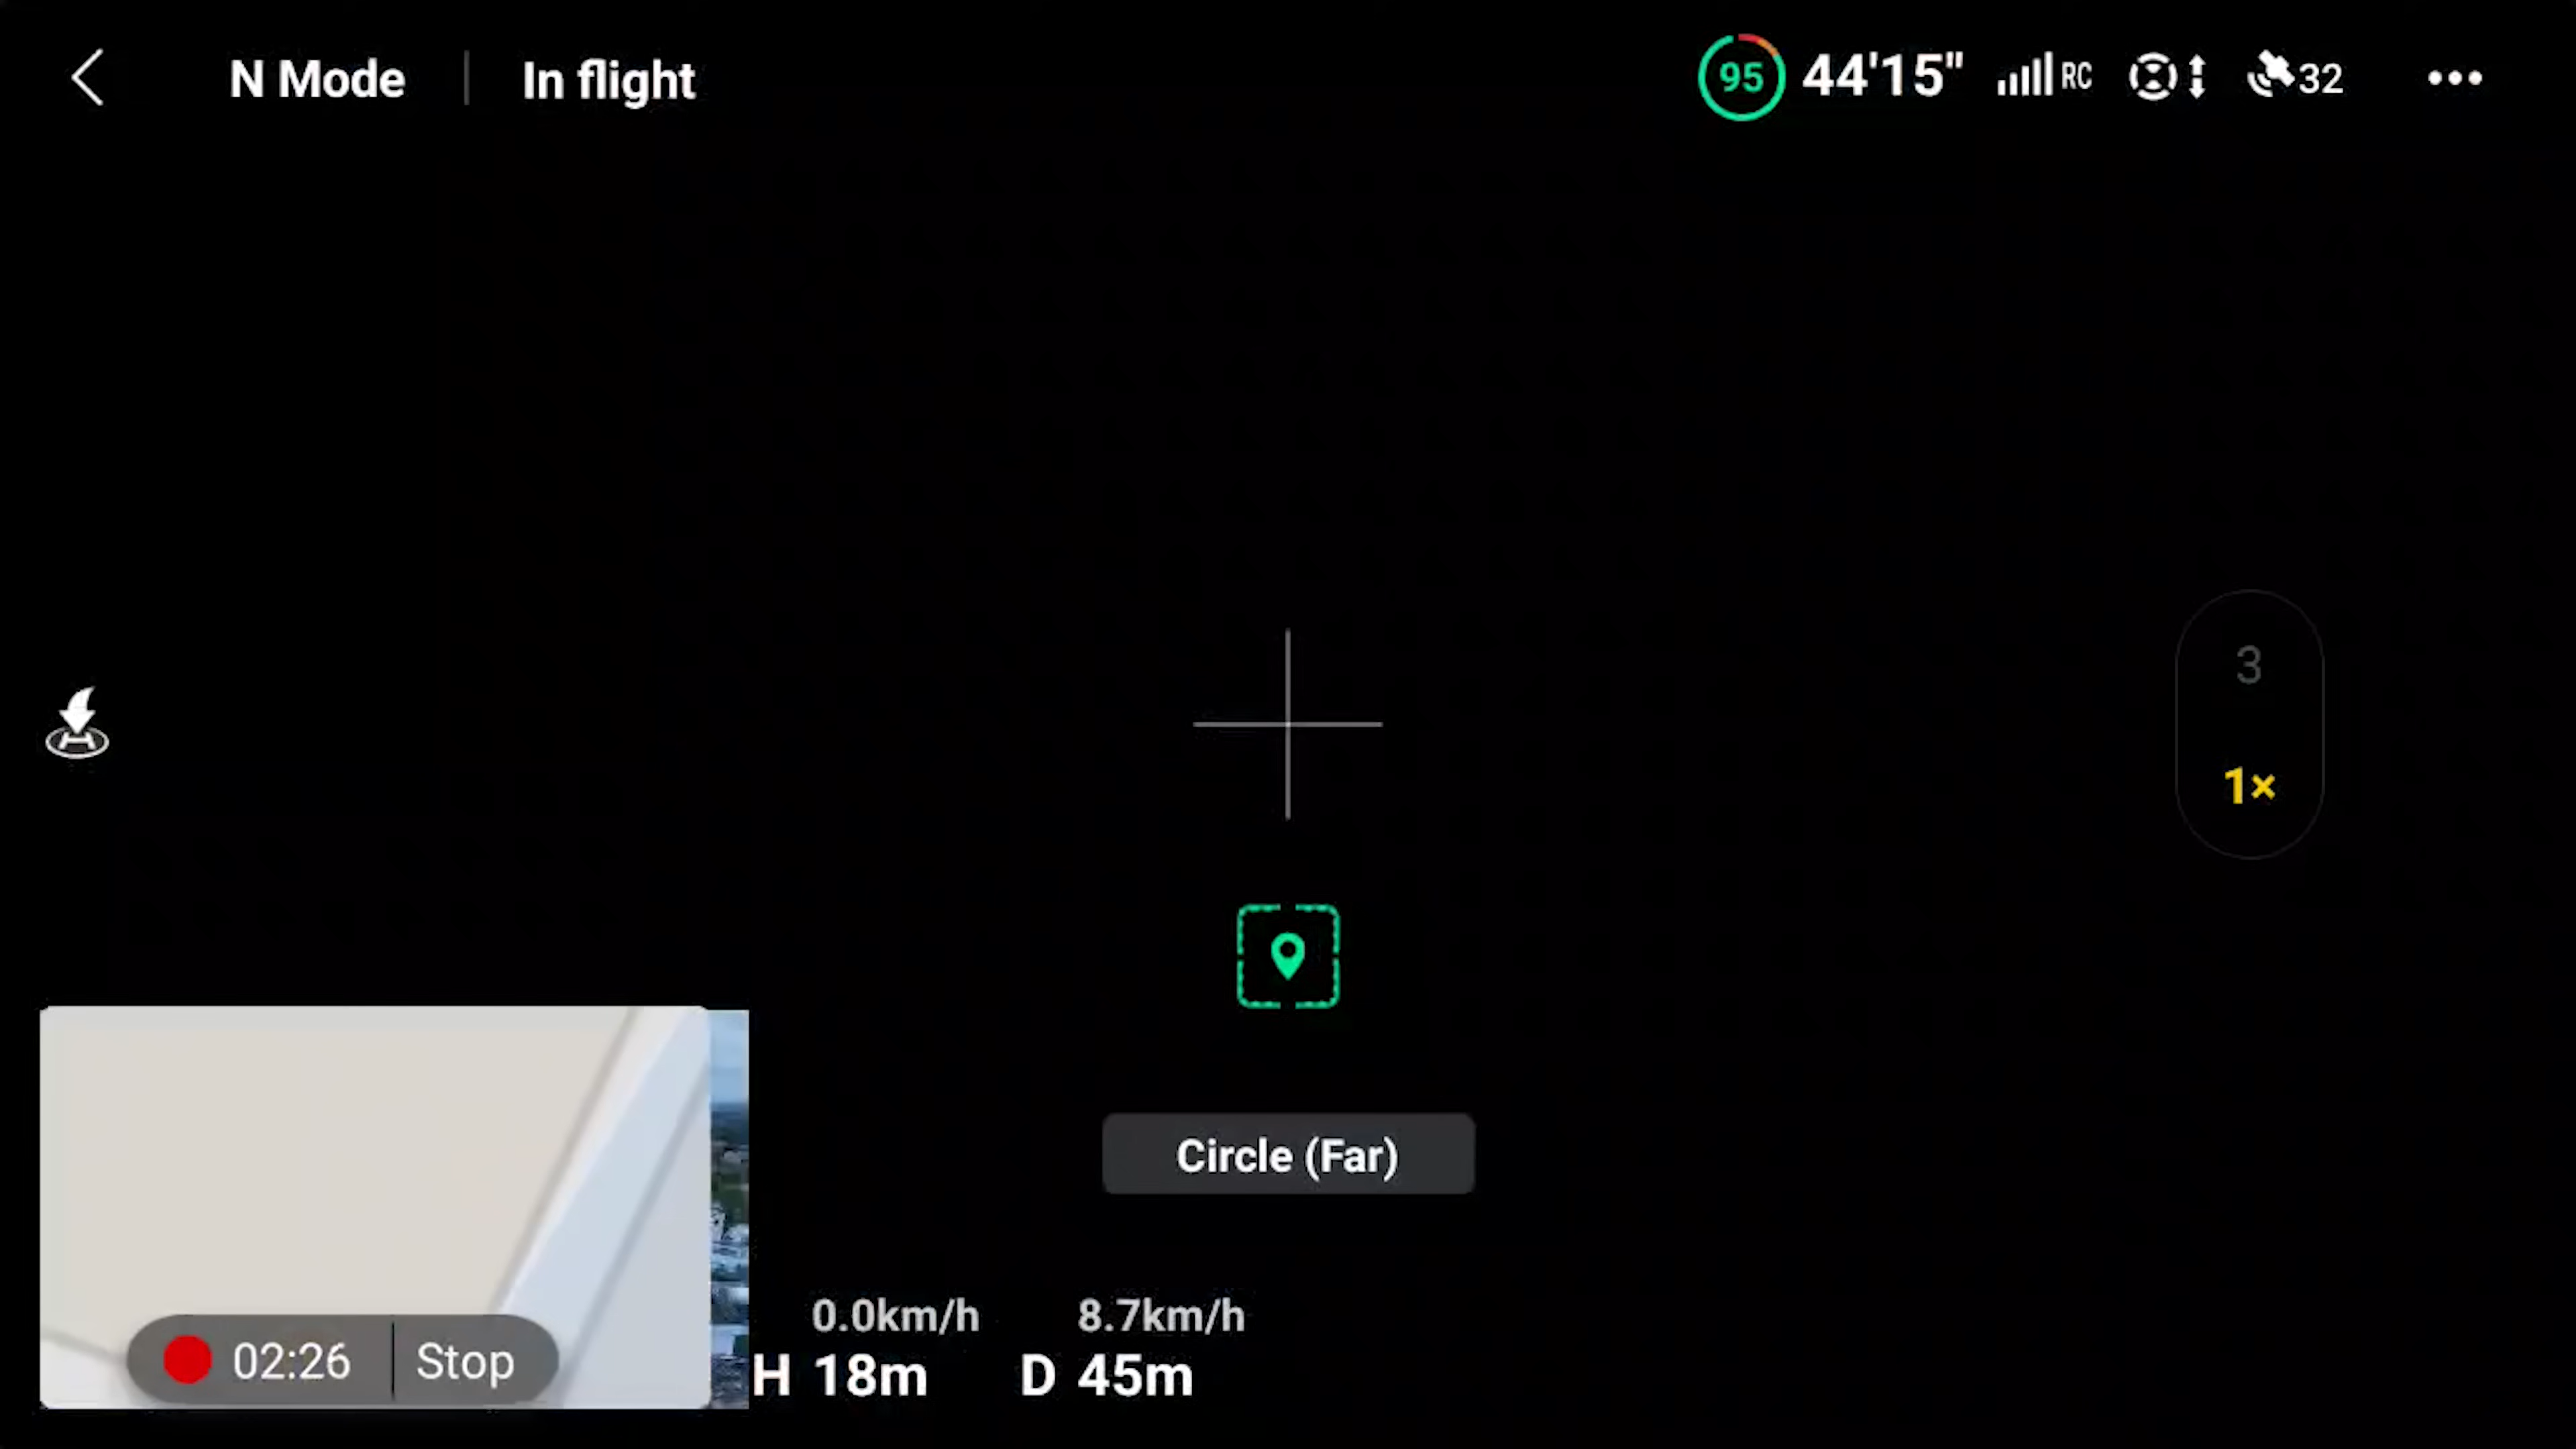 N Mode | In flight
95 44'15" RC 32
3
1×
Circle (Far)
0.0km/h 8.7km/h
H 18m D 45m
02:26 | Stop